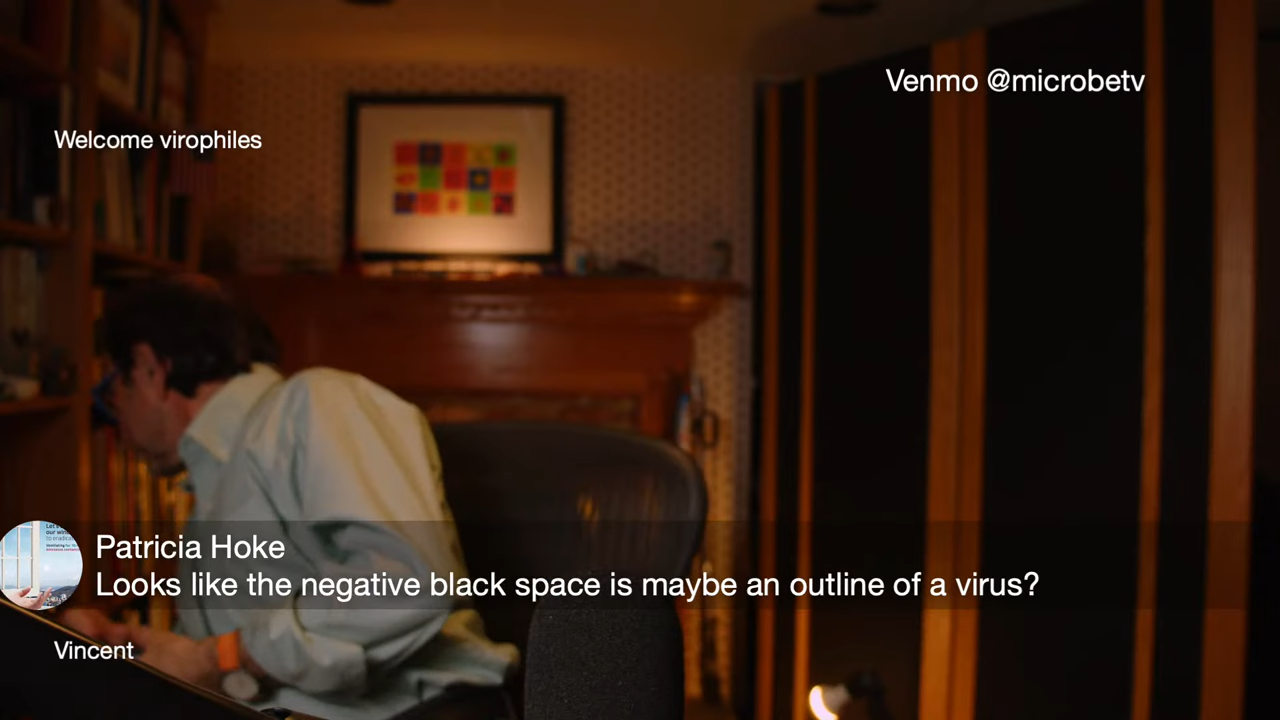 Venmo @microbetv
Welcome virophiles
Patricia Hoke
Looks like the negative black space is maybe an outline of a virus?
Vincent